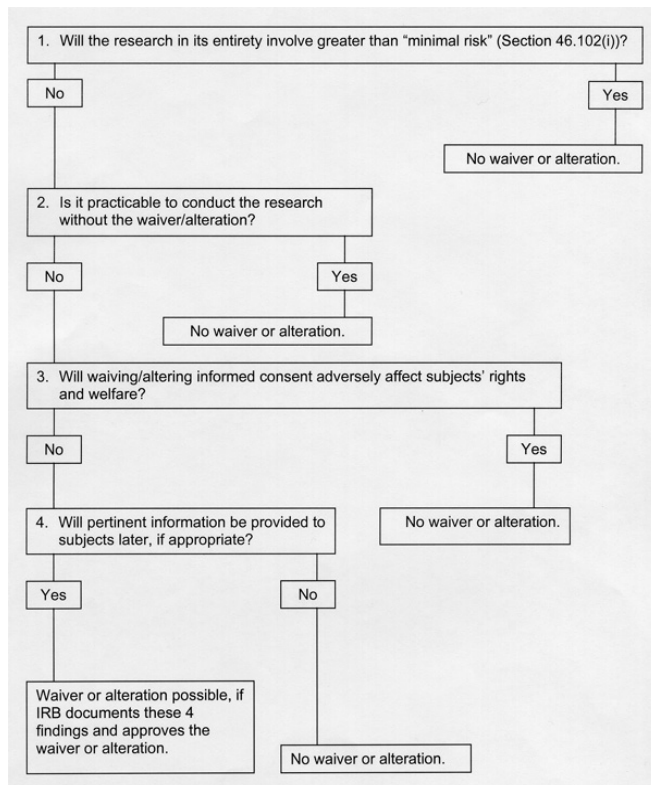 1. Will the research in its entirety involve greater than “minimal risk” (Section 46.102(i))?
No
Yes
No waiver or alteration.
2. Is it practicable to conduct the research
without the waiver/alteration?
No
Yes
No waiver or alteration.
3. Will waiving/altering informed consent adversely affect subjects’ rights
and welfare?
No
Yes
4. Will pertinent information be provided to
subjects later, if appropriate?
No waiver or alteration.
Yes
No
Waiver or alteration possible, if
IRB documents these 4
findings and approves the
waiver or alteration.
No waiver or alteration.